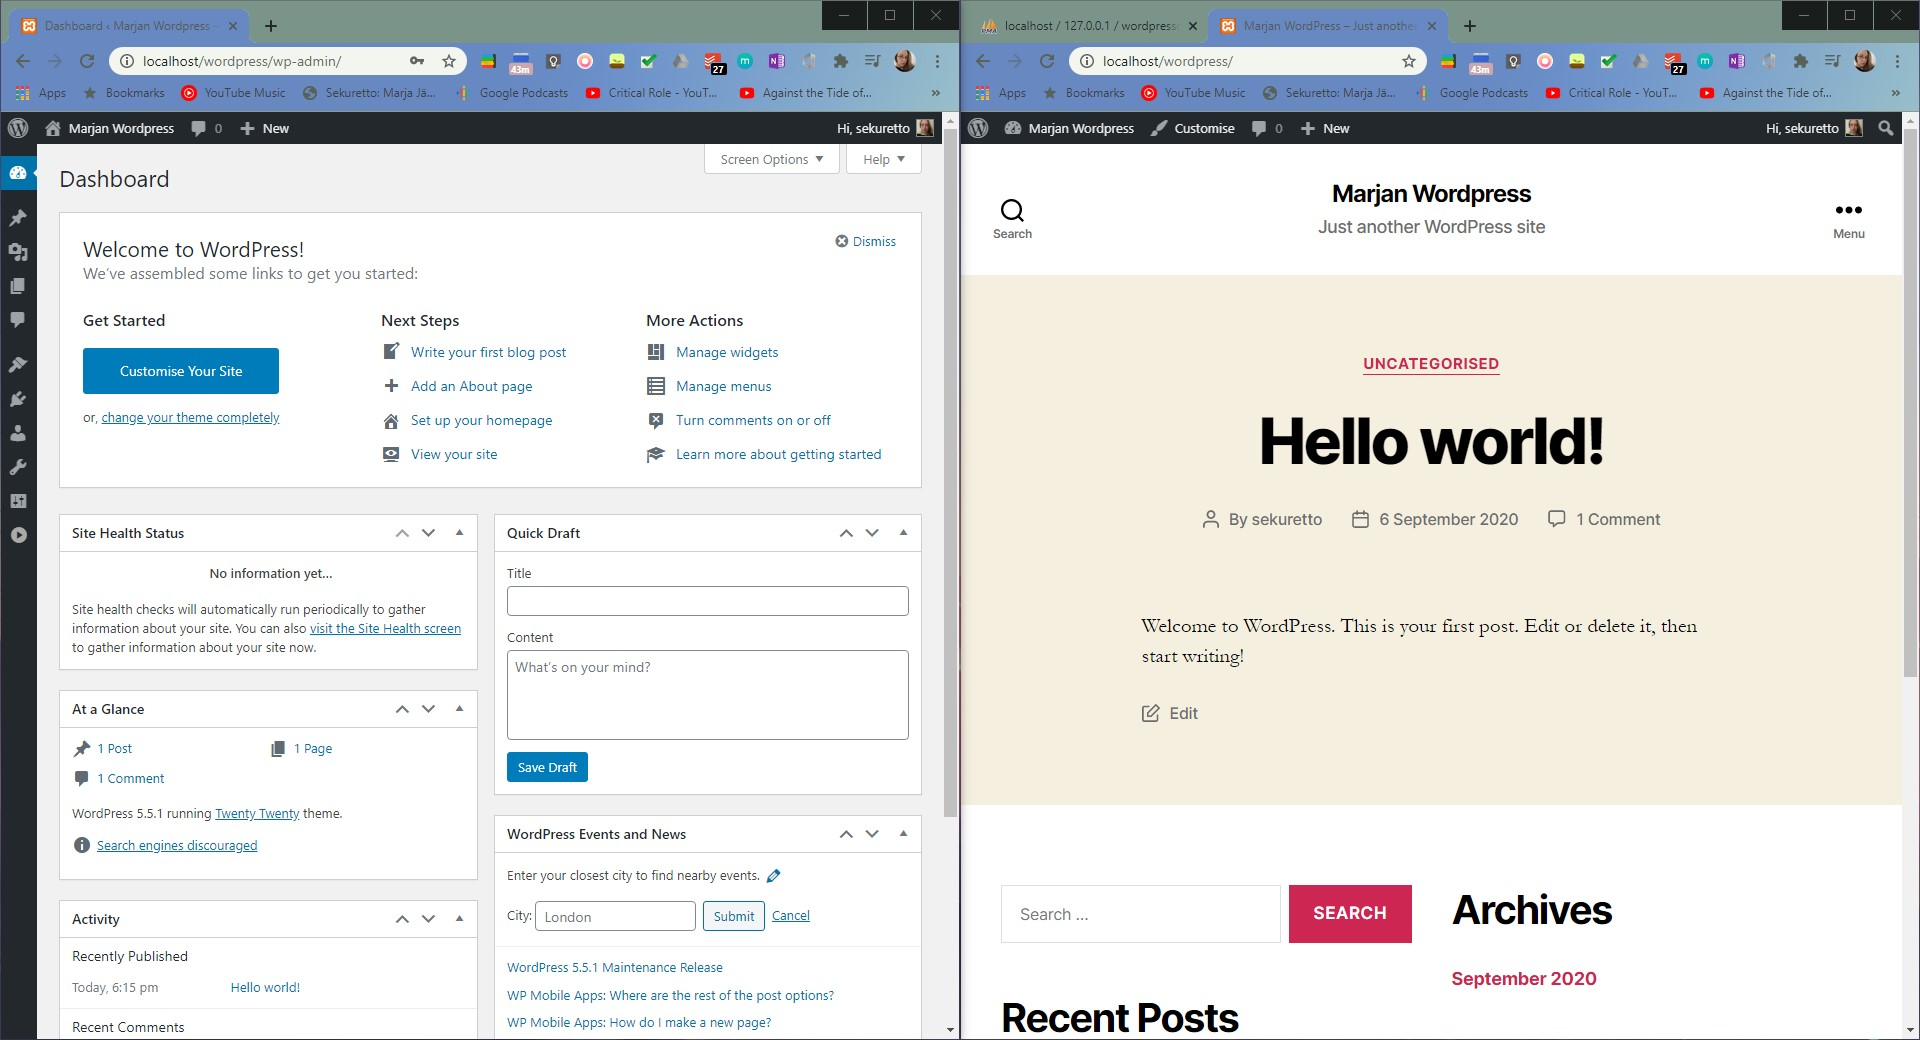 Dashboard ‹ Marjan Wordpress –
localhost/wordpress/wp-admin/
43m
27
Apps
Bookmarks
YouTube Music
Sekuretto: Marja Jä...
Google Podcasts
Critical Role - YouT...
Against the Tide of...
»
Marjan Wordpress
0
New
Hi, sekuretto
Screen Options
Help
Dashboard
Welcome to WordPress!
We've assembled some links to get you started:
Dismiss
Get Started
Customise Your Site
or, change your theme completely
Next Steps
Write your first blog post
Add an About page
Set up your homepage
View your site
More Actions
Manage widgets
Manage menus
Turn comments on or off
Learn more about getting started
Site Health Status
No information yet...
Site health checks will automatically run periodically to gather
information about your site. You can also visit the Site Health screen
to gather information about your site now.
At a Glance
1 Post
1 Page
1 Comment
WordPress 5.5.1 running Twenty Twenty theme.
Search engines discouraged
Activity
Recently Published
Today, 6:15 pm
Hello world!
Recent Comments
Quick Draft
Title
Content
What's on your mind?
Save Draft
WordPress Events and News
Enter your closest city to find nearby events.
City:
London
Submit
Cancel
WordPress 5.5.1 Maintenance Release
WP Mobile Apps: Where are the rest of the post options?
WP Mobile Apps: How do I make a new page?
localhost / 127.0.0.1 / wordpress
Marjan WordPress – Just another
localhost/wordpress/
43m
27
Apps
Bookmarks
YouTube Music
Sekuretto: Marja Jä...
Google Podcasts
Critical Role - YouT...
Against the Tide of...
»
Marjan Wordpress
Customise
0
New
Hi, sekuretto
Search
Marjan Wordpress
Just another WordPress site
Menu
UNCATEGORISED
Hello world!
By sekuretto
6 September 2020
1 Comment
Welcome to WordPress. This is your first post. Edit or delete it, then
start writing!
Edit
Search ...
SEARCH
Archives
September 2020
Recent Posts